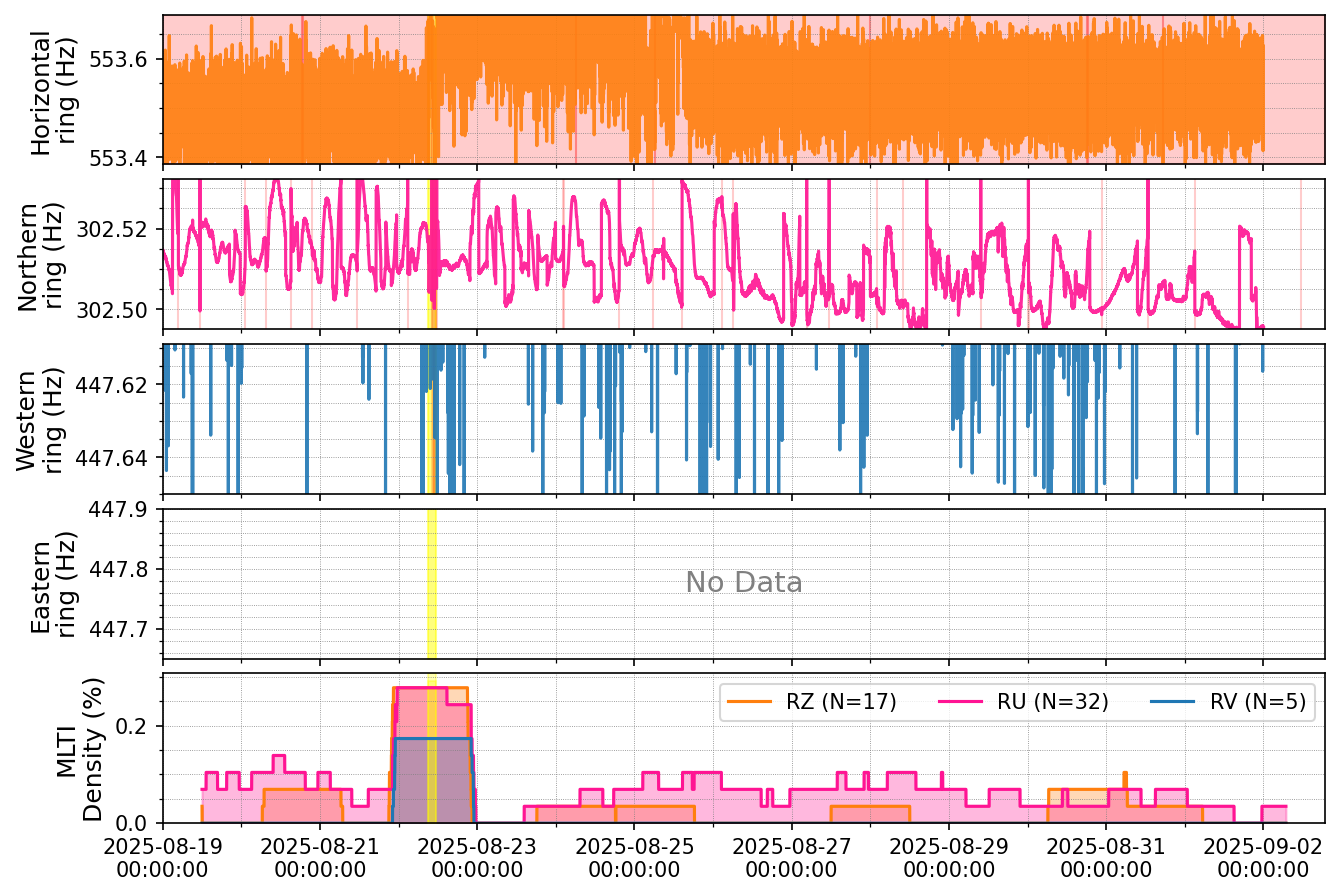 Horizontal
ring (Hz)
553.6
553.4
Northern
ring (Hz)
302.52
302.50
Western
ring (Hz)
447.62
447.64
Eastern
ring (Hz)
447.9
447.8
447.7
No Data
MLTI
Density (%)
0.2
0.0
RZ (N=17)
RU (N=32)
RV (N=5)
2025-08-19
00:00:00
2025-08-21
00:00:00
2025-08-23
00:00:00
2025-08-25
00:00:00
2025-08-27
00:00:00
2025-08-29
00:00:00
2025-08-31
00:00:00
2025-09-02
00:00:00